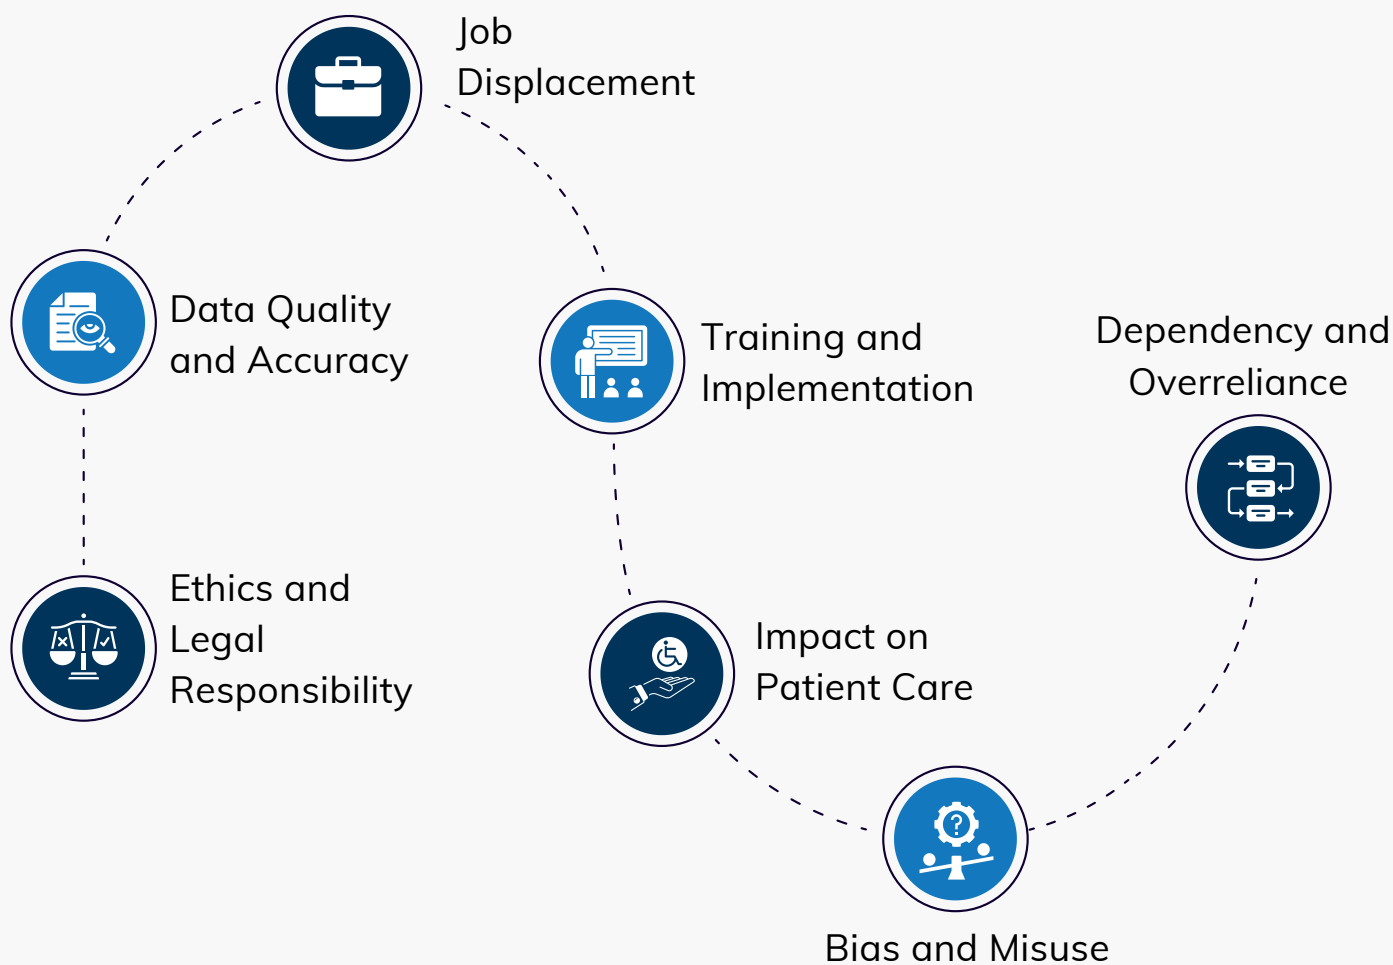 Job
Displacement
Data Quality
and Accuracy
Training and
Implementation
Dependency and
Overreliance
Ethics and
Legal
Responsibility
Impact on
Patient Care
?
Bias and Misuse